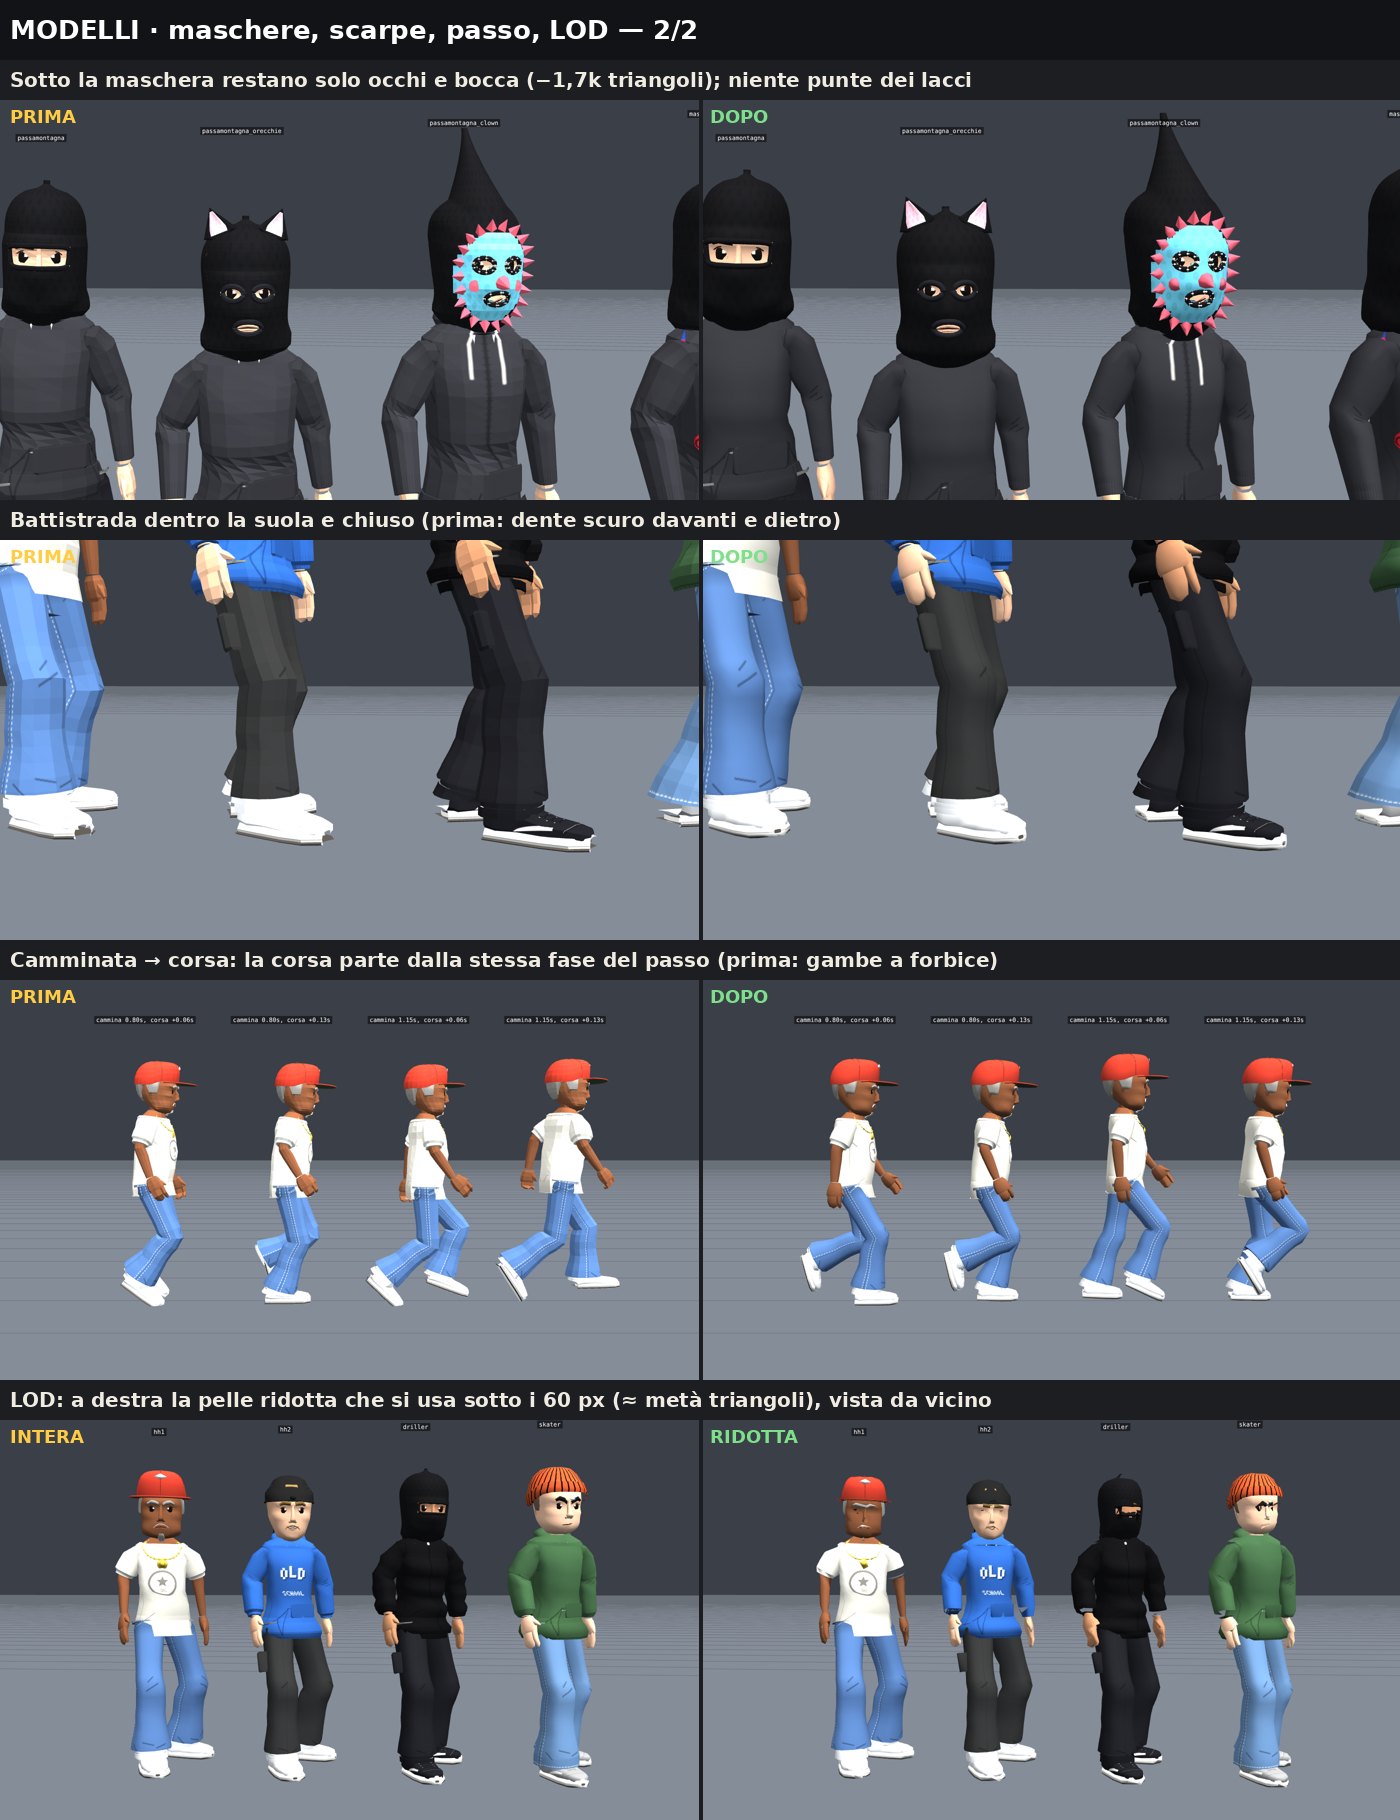 MODELLI · maschere, scarpe, passo, LOD — 2/2
Sotto la maschera restano solo occhi e bocca (−1,7k triangoli); niente punte dei lacci
PRIMA
passamontagna
passamontagna_orecchie
passamontagna_clown
mas
DOPO
passamontagna
passamontagna_orecchie
passamontagna_clown
mas
Battistrada dentro la suola e chiuso (prima: dente scuro davanti e dietro)
PRIMA
DOPO
Camminata → corsa: la corsa parte dalla stessa fase del passo (prima: gambe a forbice)
PRIMA
cammina 0.80s, corsa +0.06s
cammina 0.80s, corsa +0.13s
cammina 1.15s, corsa +0.06s
cammina 1.15s, corsa +0.13s
DOPO
cammina 0.80s, corsa +0.06s
cammina 0.80s, corsa +0.13s
cammina 1.15s, corsa +0.06s
cammina 1.15s, corsa +0.13s
LOD: a destra la pelle ridotta che si usa sotto i 60 px (≈ metà triangoli), vista da vicino
INTERA
hh1
hh2
driller
skater
OLD
RIDOTTA
hh1
hh2
driller
skater
OLD